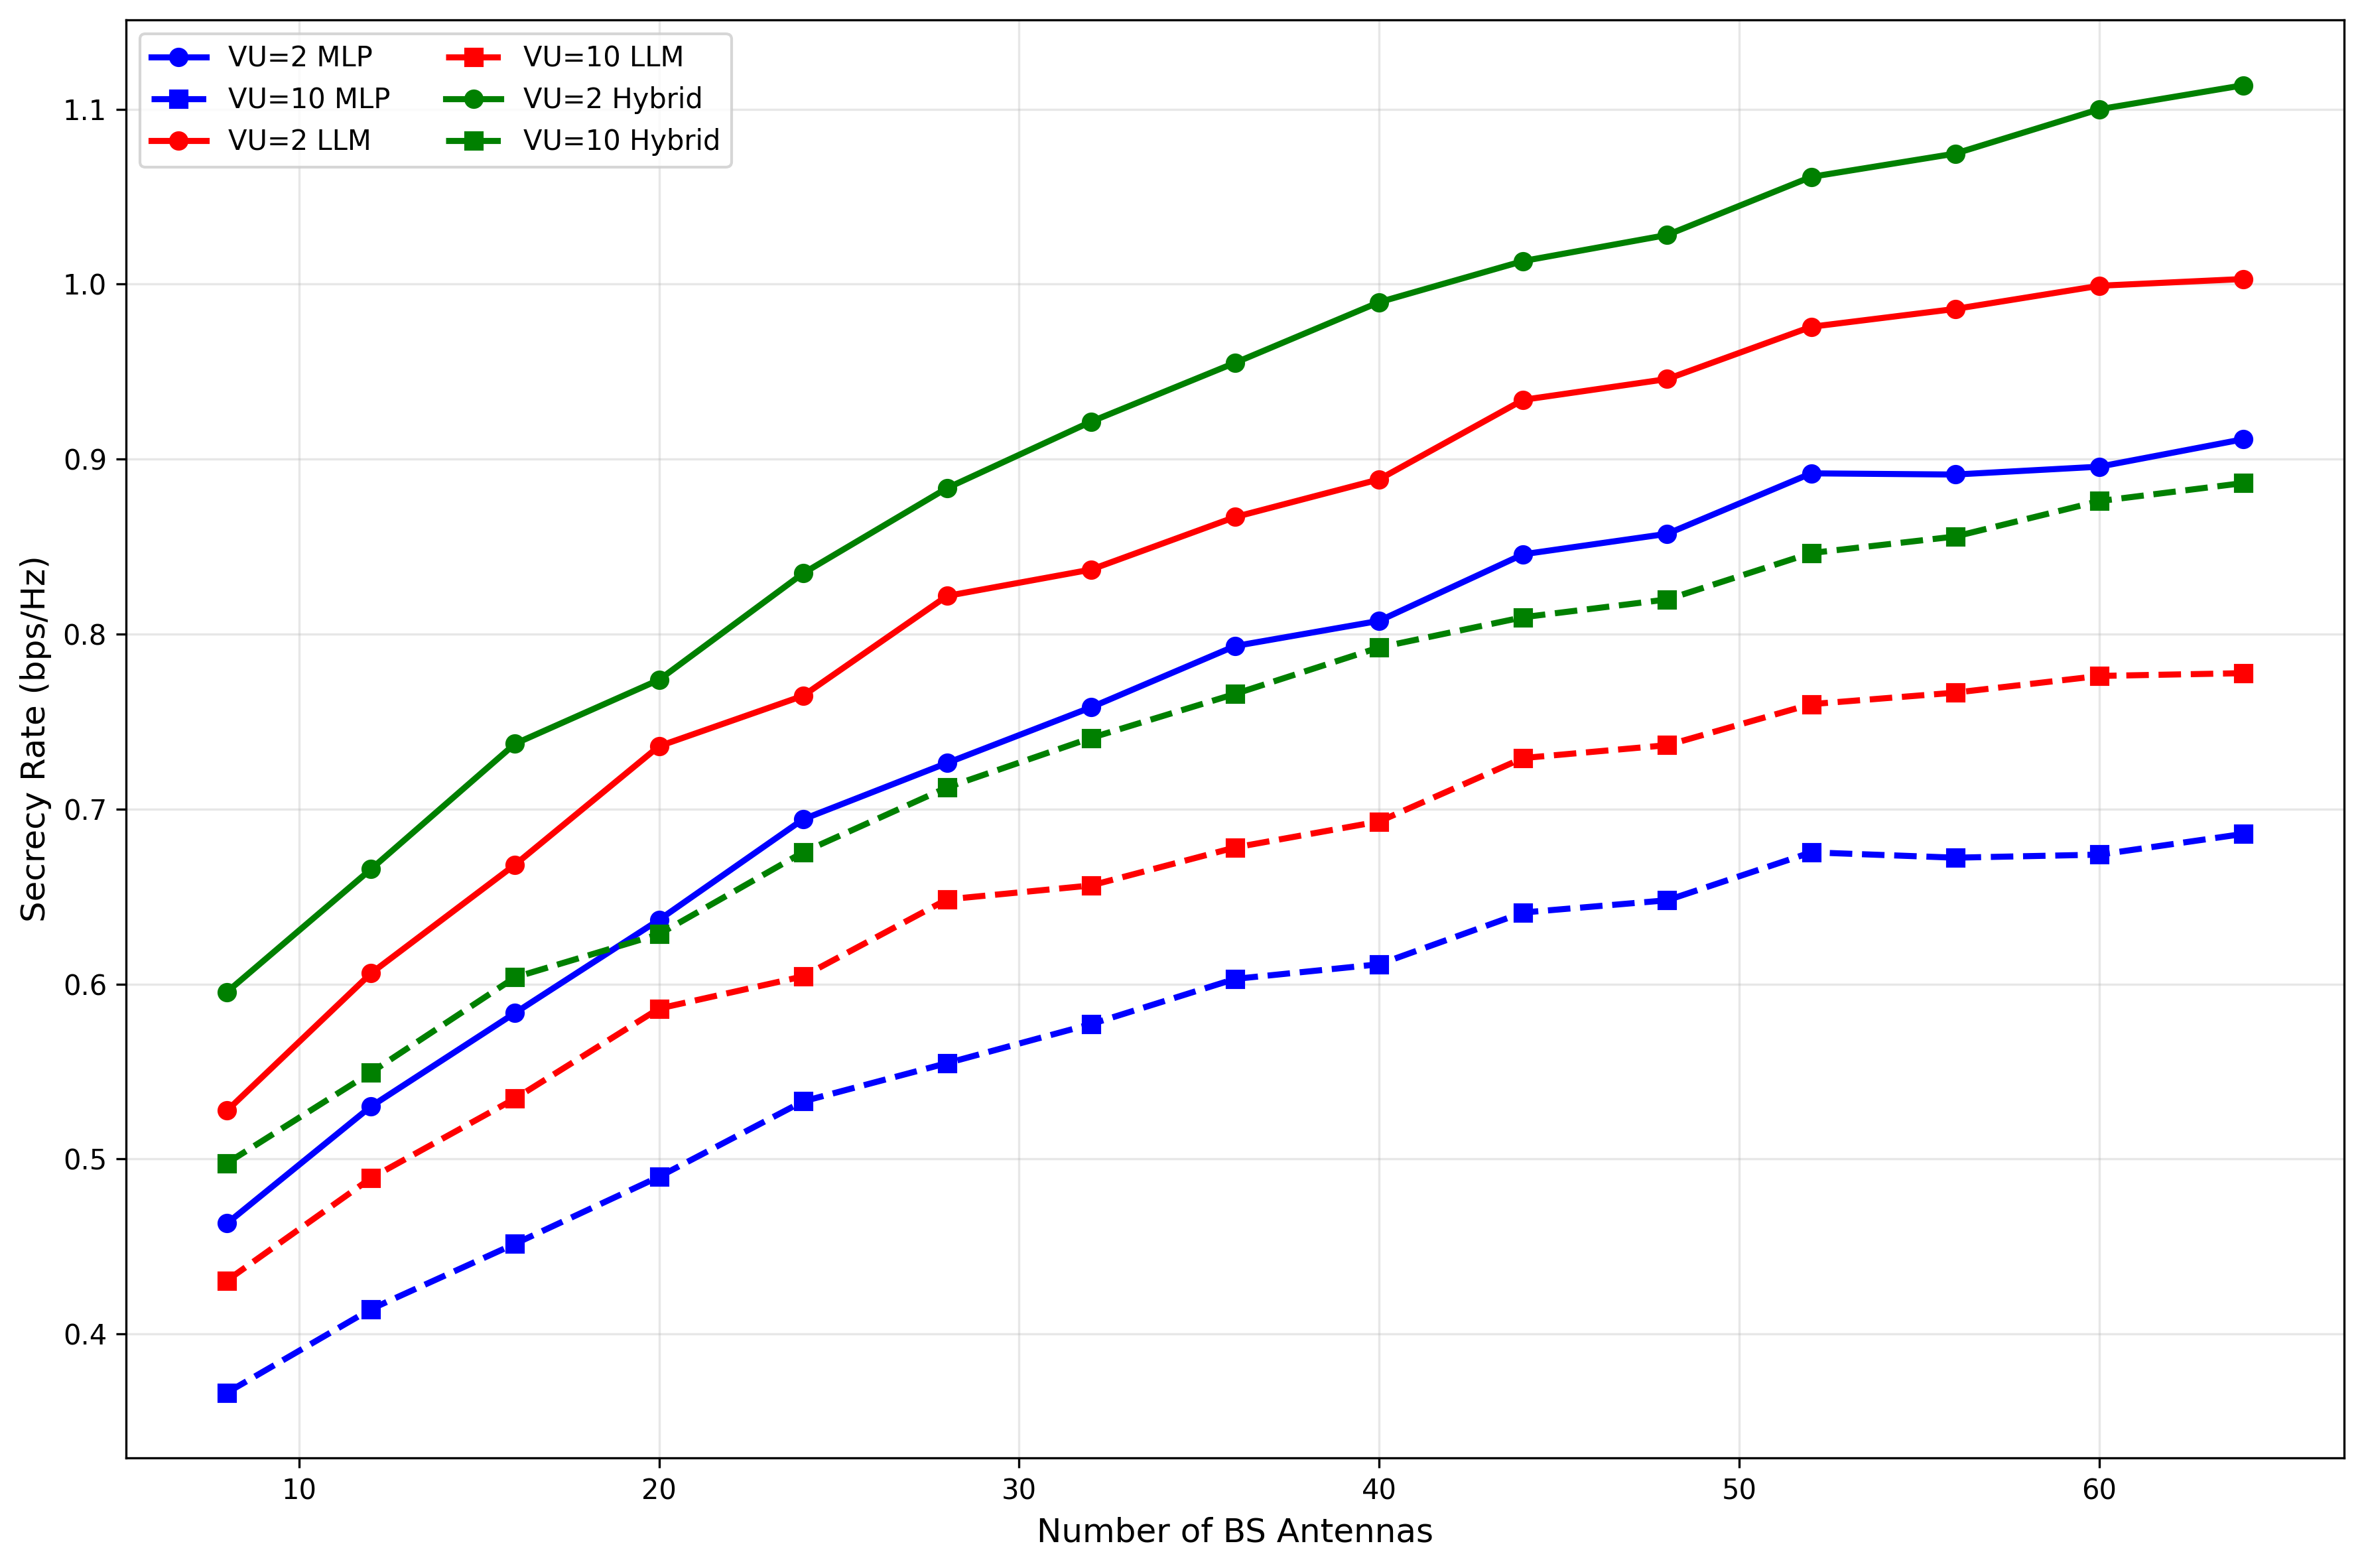 VU=2 MLP
VU=10 MLP
VU=2 LLM
VU=10 LLM
VU=2 Hybrid
VU=10 Hybrid
Secrecy Rate (bps/Hz)
1.1
1.0
0.9
0.8
0.7
0.6
0.5
0.4
10 20 30 40 50 60
Number of BS Antennas